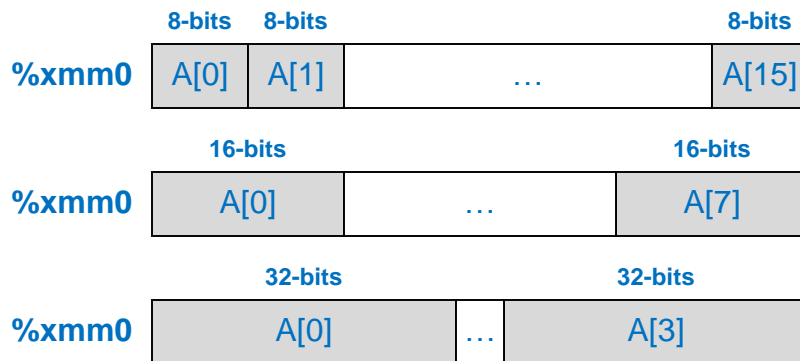 8-bits 8-bits 8-bits
%xmm0 A[0] A[1] … A[15]
16-bits 16-bits
%xmm0 A[0] … A[7]
32-bits 32-bits
%xmm0 A[0] … A[3]